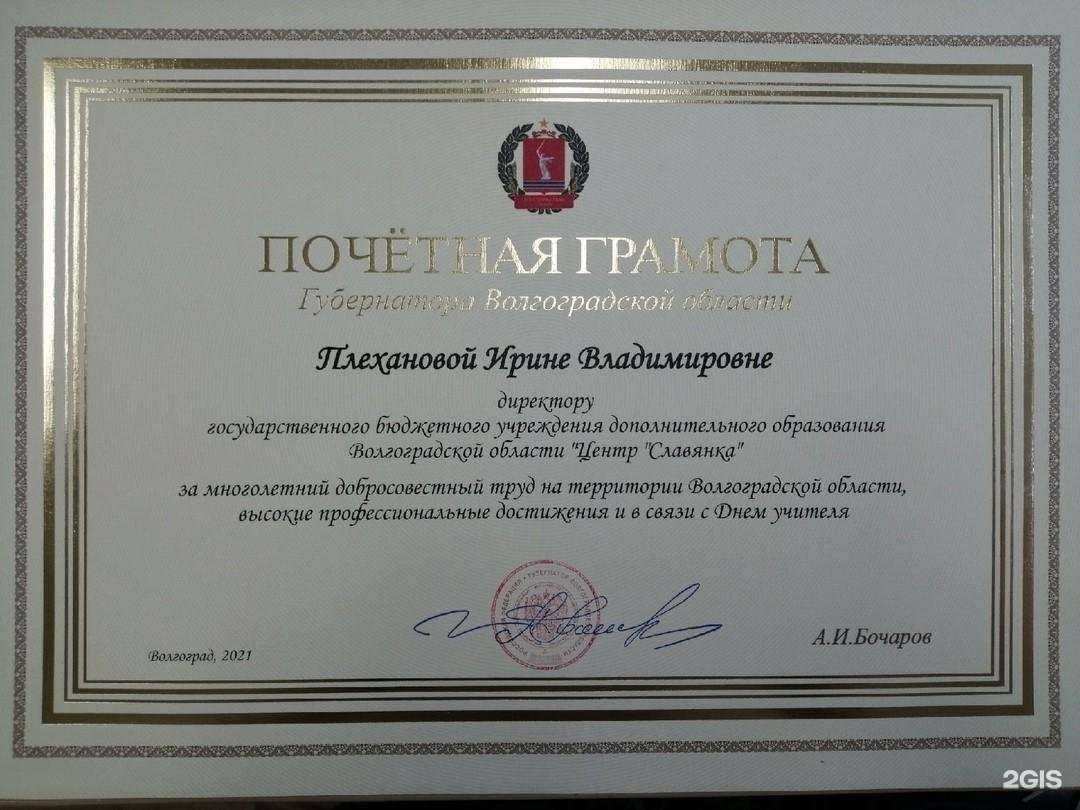 ПОЧЁТНАЯ ГРАМОТА
Губернатора Волгоградской области
Плехановой Ирине Владимировне
директору
государственного бюджетного учреждения дополнительного образования
Волгоградской области "Центр "Славянка"
за многолетний добросовестный труд на территории Волгоградской области,
высокие профессиональные достижения и в связи с Днем учителя
А.И.Бочаров
Волгоград, 2021
2GIS